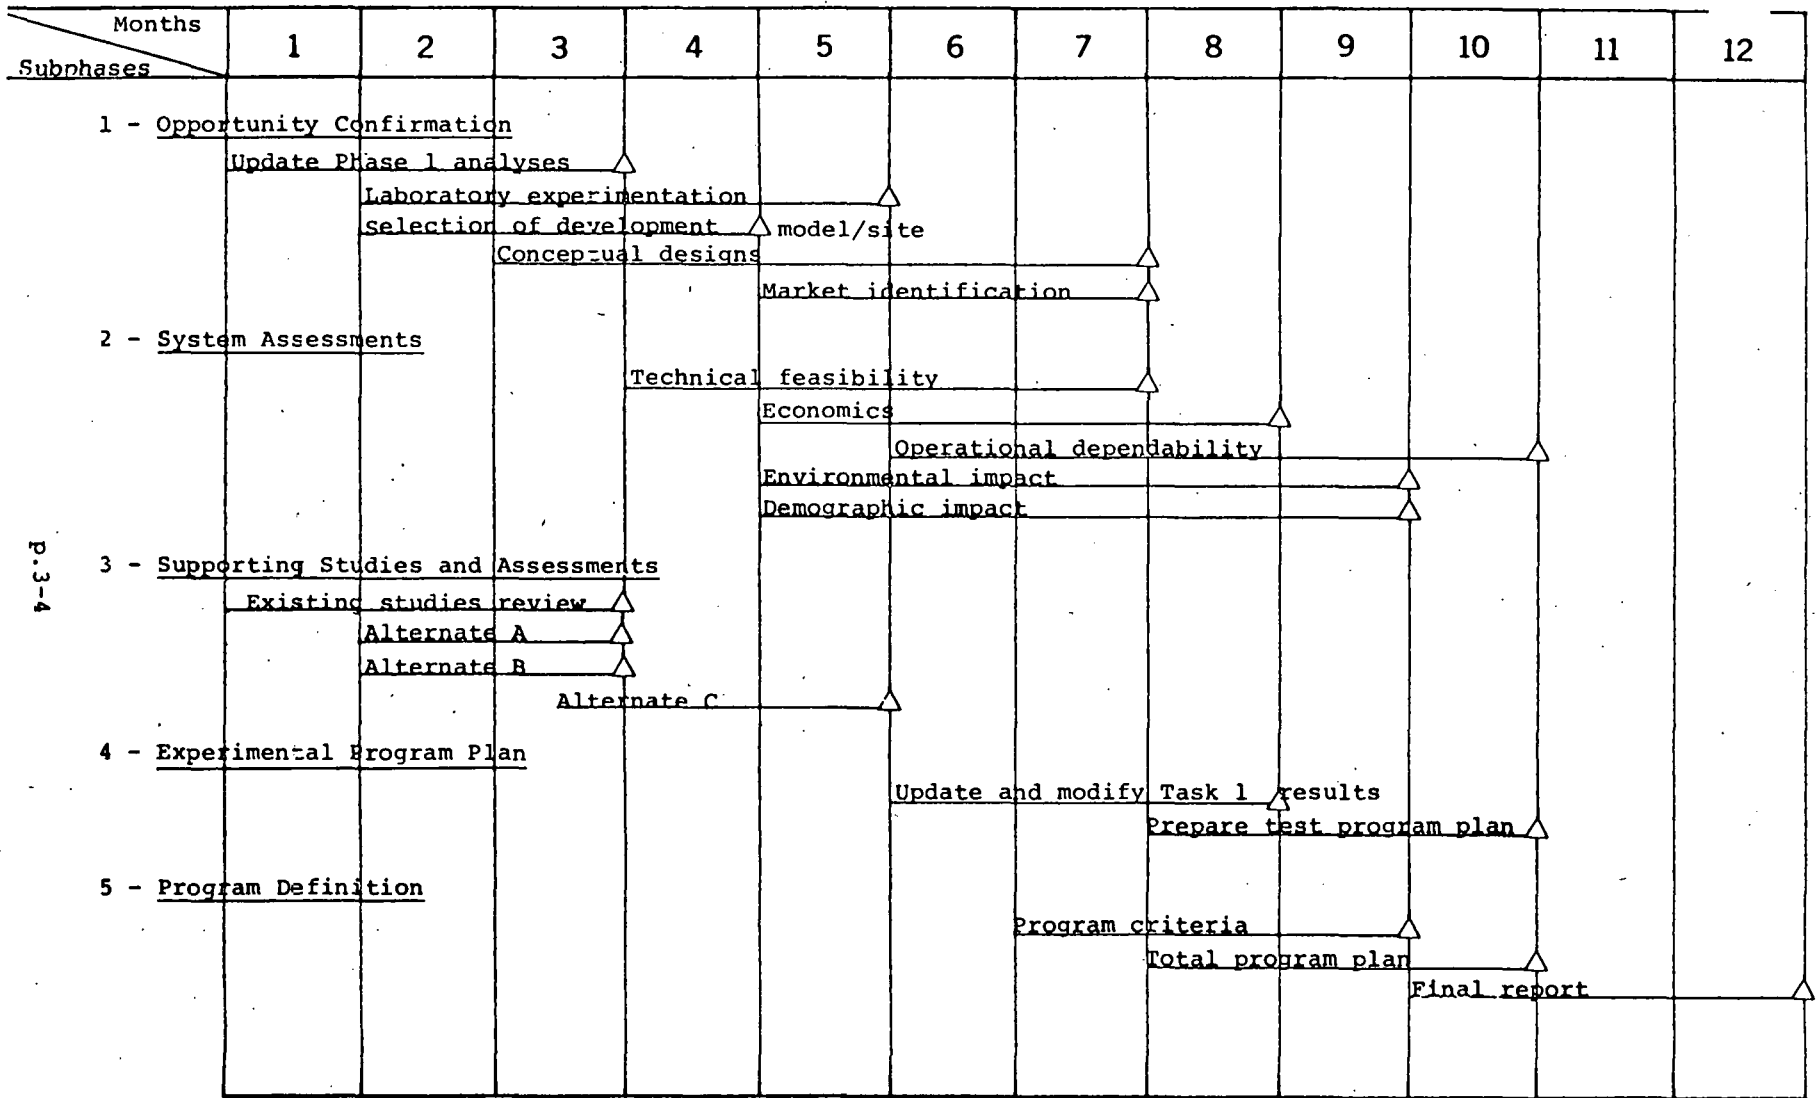 Months
Subphases
1 2 3 4 5 6 7 8 9 10 11 12
1 - Opportunity Confirmation
Update Phase 1 analyses
Laboratory experimentation
selection of development model/site
Conceptual designs
Market identification
2 - System Assessments
Technical feasibility
Economics
Operational dependability
Environmental impact
Demographic impact
3 - Supporting Studies and Assessments
Existing studies review
Alternate A
Alternate B
Alternate C
4 - Experimental Program Plan
Update and modify Task 1 results
Prepare test program plan
5 - Program Definition
Program criteria
Total program plan
Final report
p.3-4